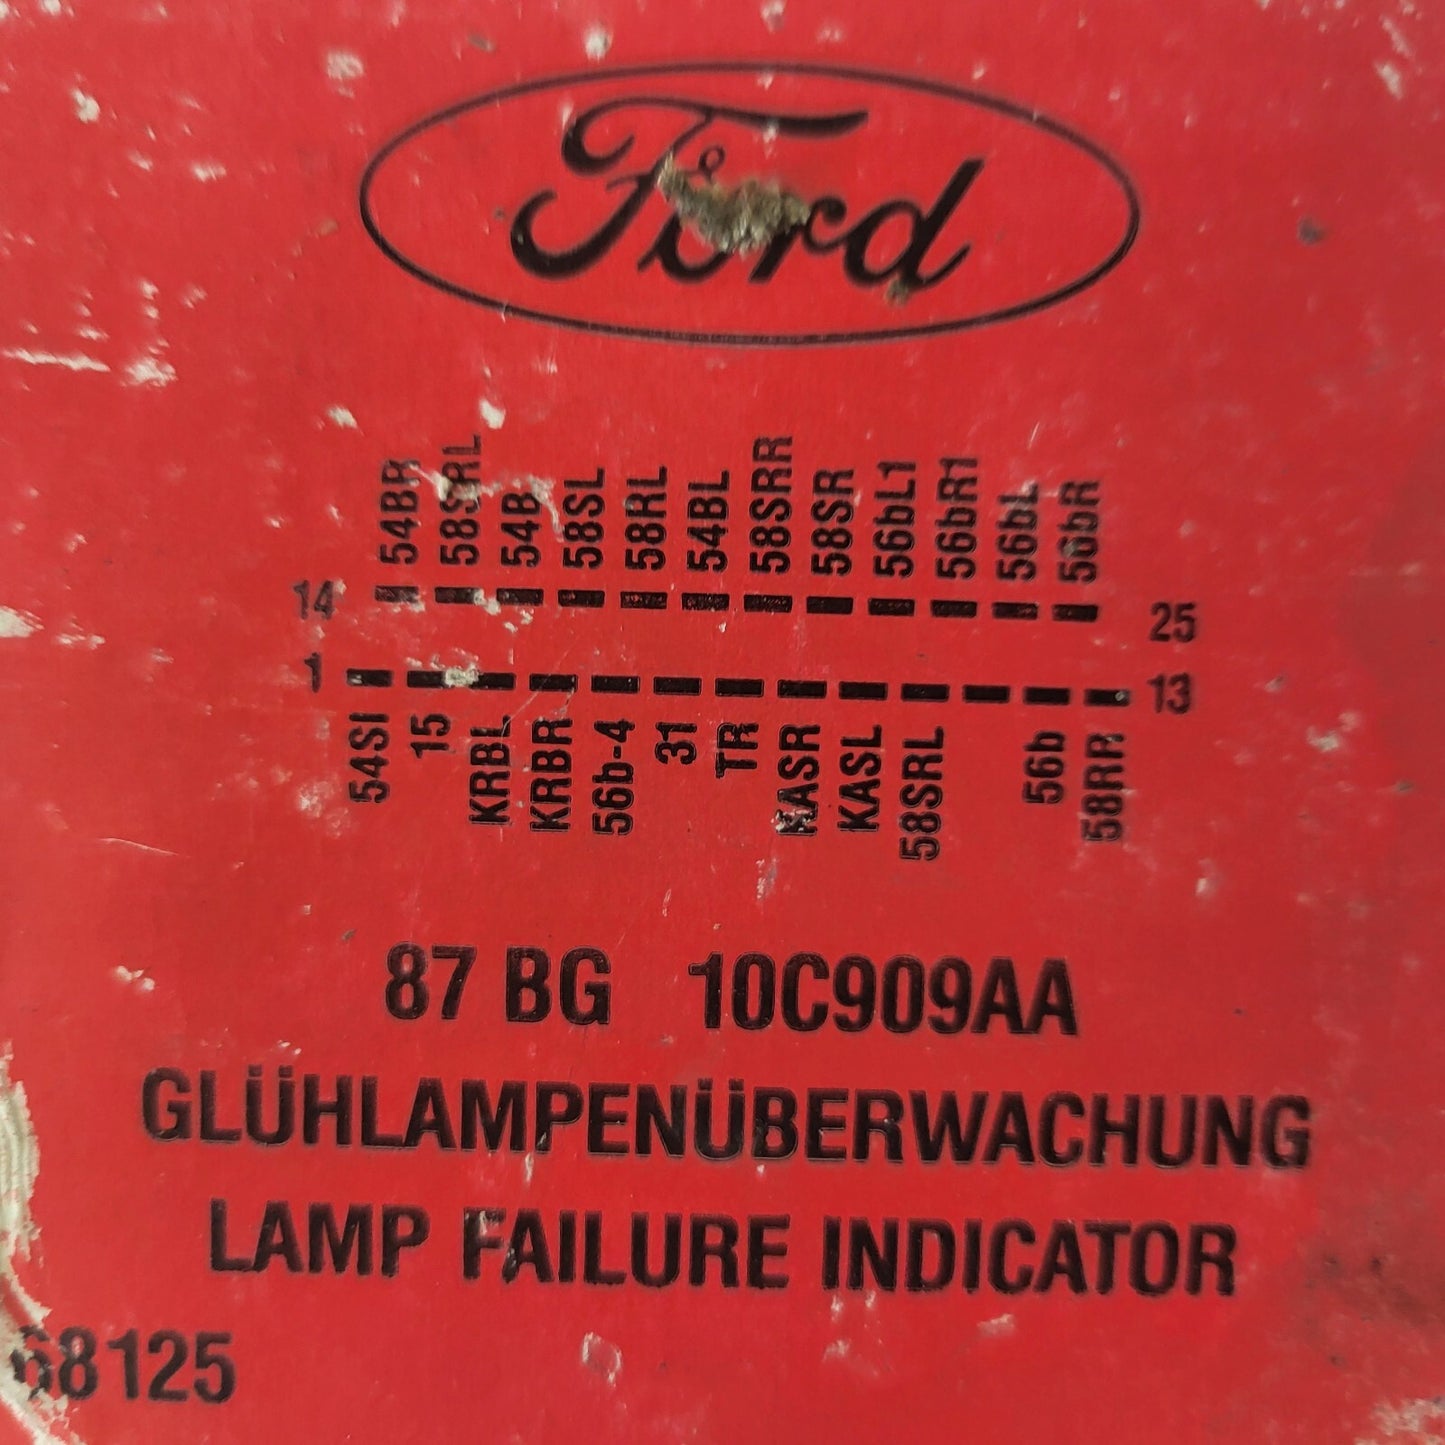 Ford
54BR 58SRL 54B 58SL 58RL 54BL 58SRR 58SR 56bL1 56bR1 56bL 56bR
14 25
1 13
54SI 15 KRBL KRBR 56b-4 31 TR KASR KASL 58SRL 56b 58RR
87 BG 10C909AA
GLÜHLAMPENÜBERWACHUNG
LAMP FAILURE INDICATOR
68125